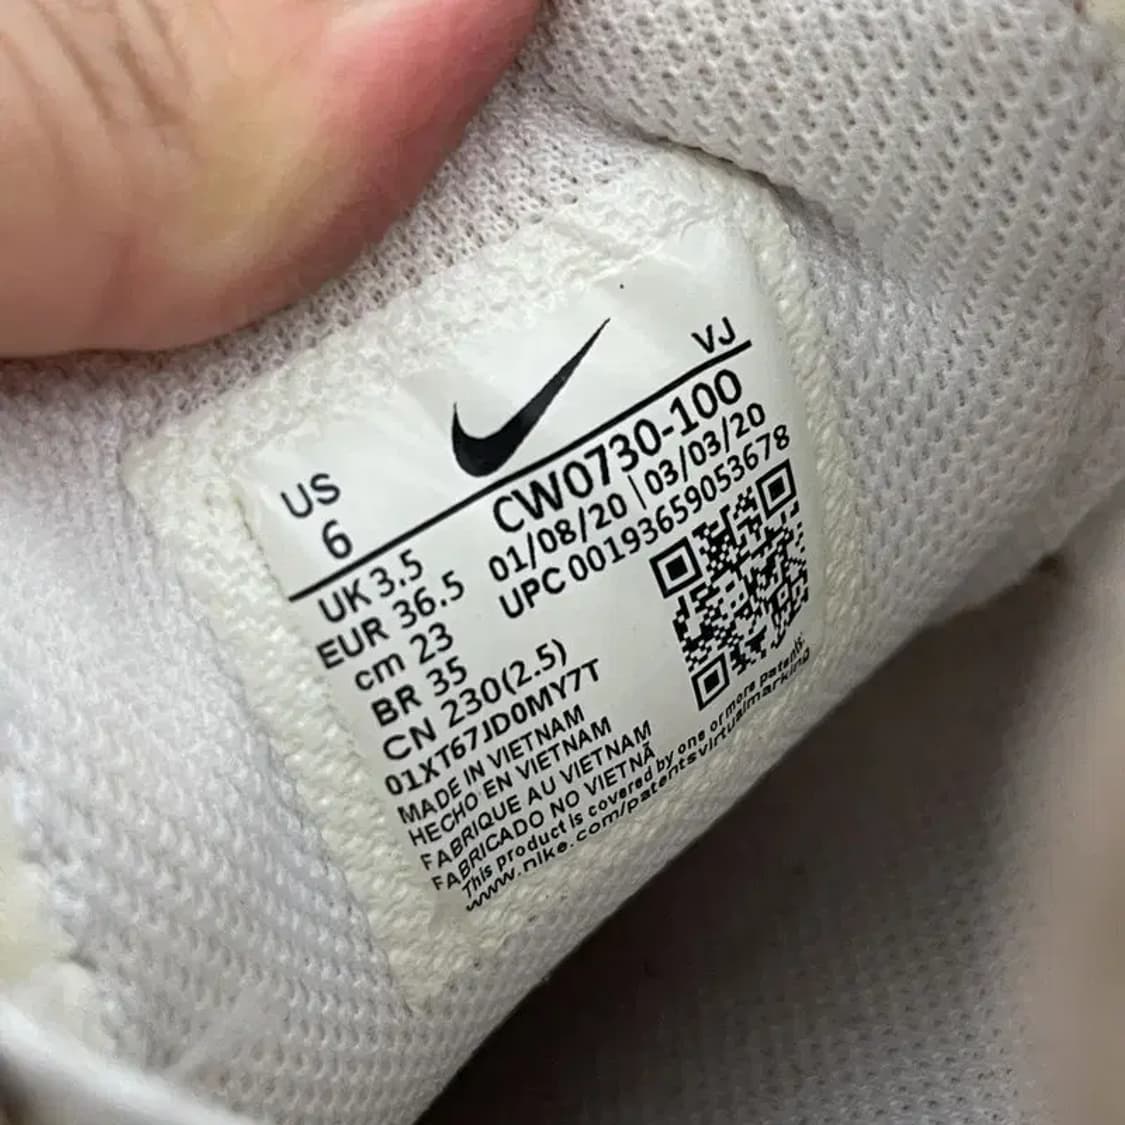 VJ
US
6
CW0730-100
01/08/20 | 03/03/20
UPC 00193659053678
UK 3.5
EUR 36.5
cm 23
BR 35
CN 230(2.5)
01XT67JD0MY7T
MADE IN VIETNAM
HECHO EN VIETNAM
FABRIQUE AU VIETNAM
FABRICADO NO VIETNÃ
This product is covered by one or more patents:
www.nike.com/patentsvirtualmarking